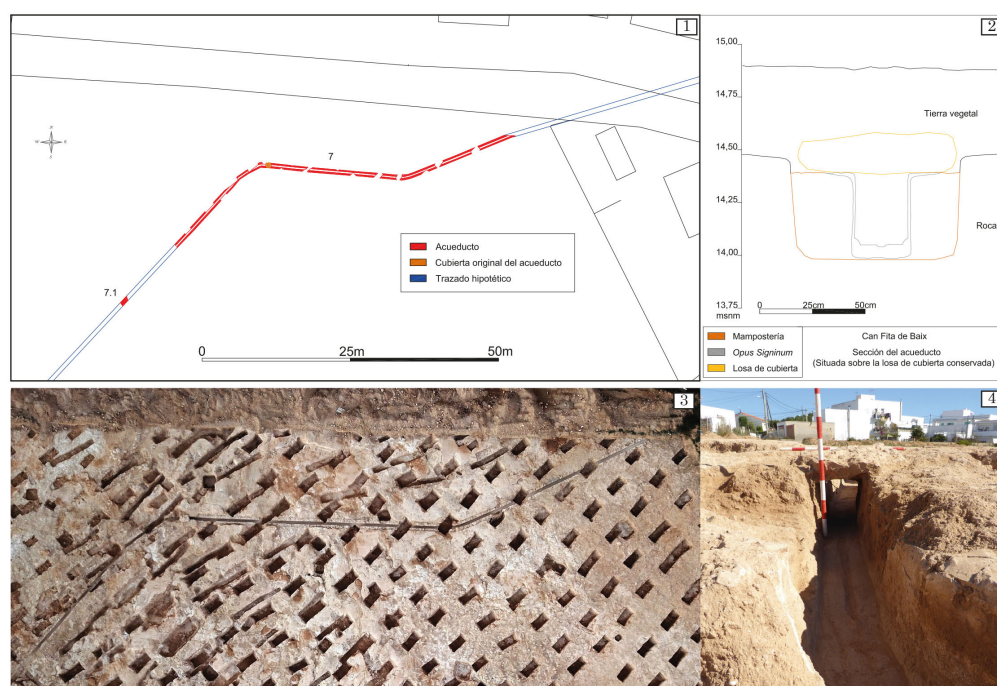 1
7
7.1
Acueducto
Cubierta original del acueducto
Trazado hipotético
0 25m 50m
N
W E
S
2
15,00
14,75
14,50
14,25
14,00
13,75
msnm
Tierra vegetal
Roca
0 25cm 50cm
Mampostería
Opus Signinum
Losa de cubierta
Can Fita de Baix
Sección del acueducto
(Situada sobre la losa de cubierta conservada)
3
4